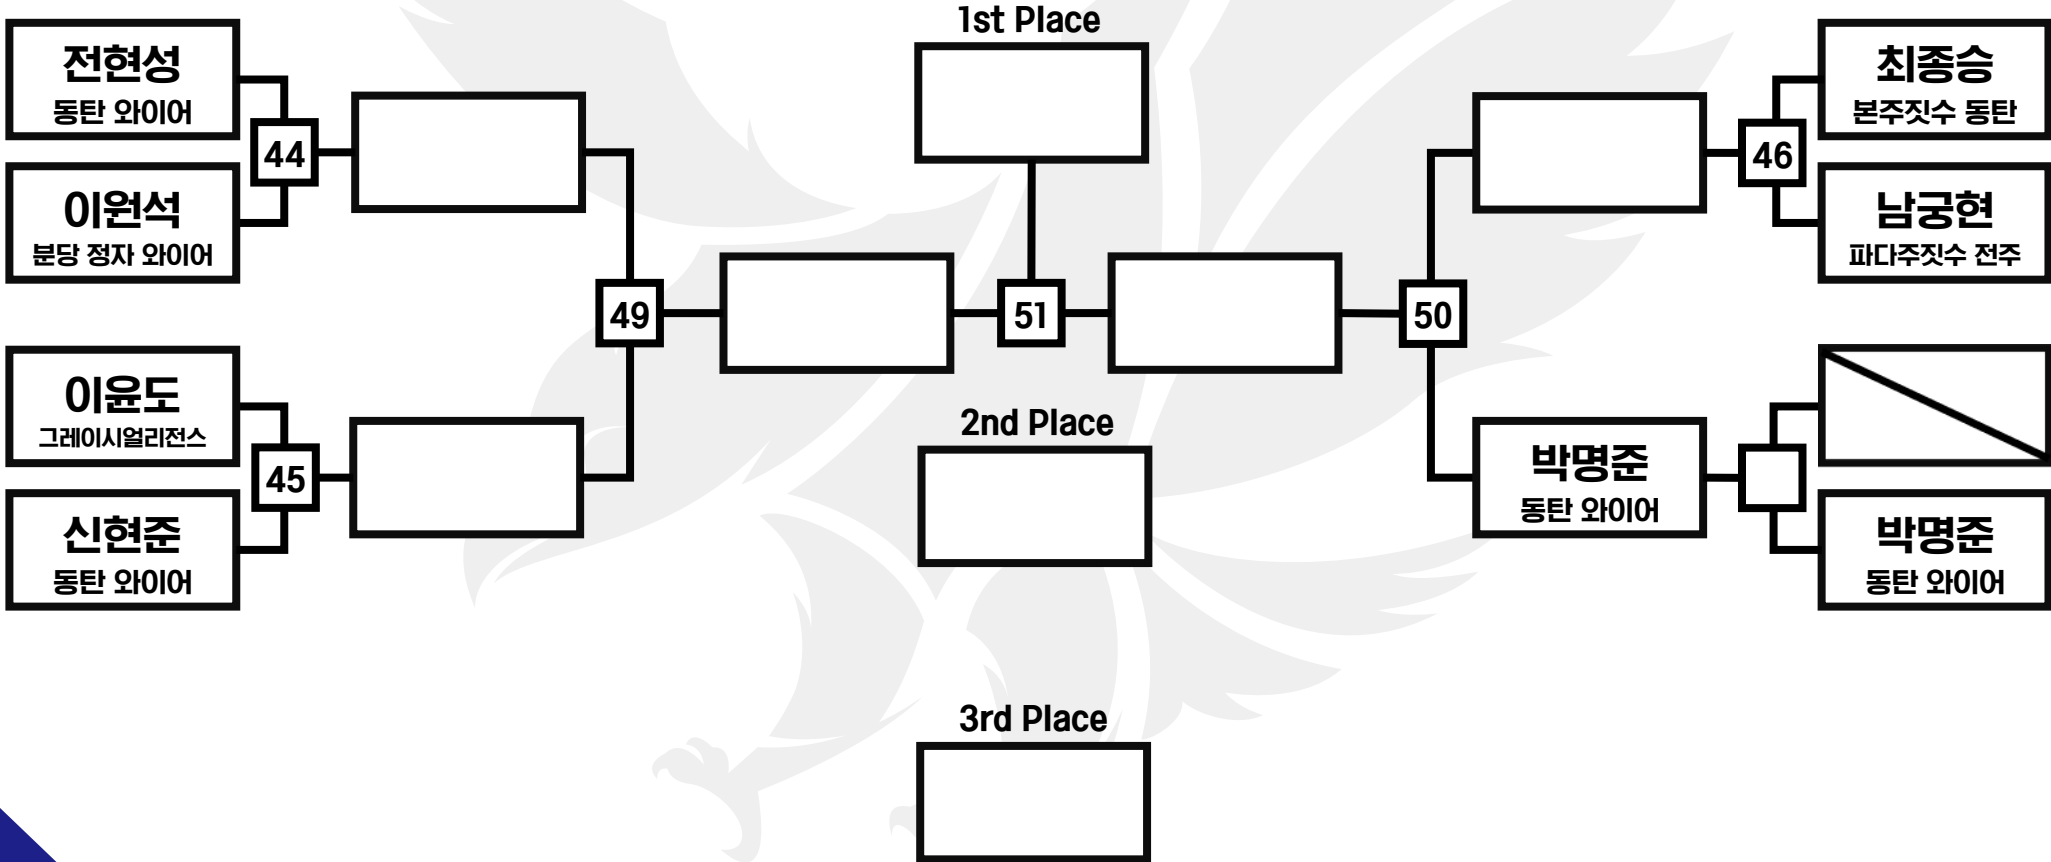 1st Place
전현성
동탄 와이어
44
이원석
분당 정자 와이어
이윤도
그레이시얼리전스
45
신현준
동탄 와이어
49
51
50
최종승
본주짓수 동탄
46
남궁현
파다주짓수 전주
박명준
동탄 와이어
박명준
동탄 와이어
2nd Place
3rd Place